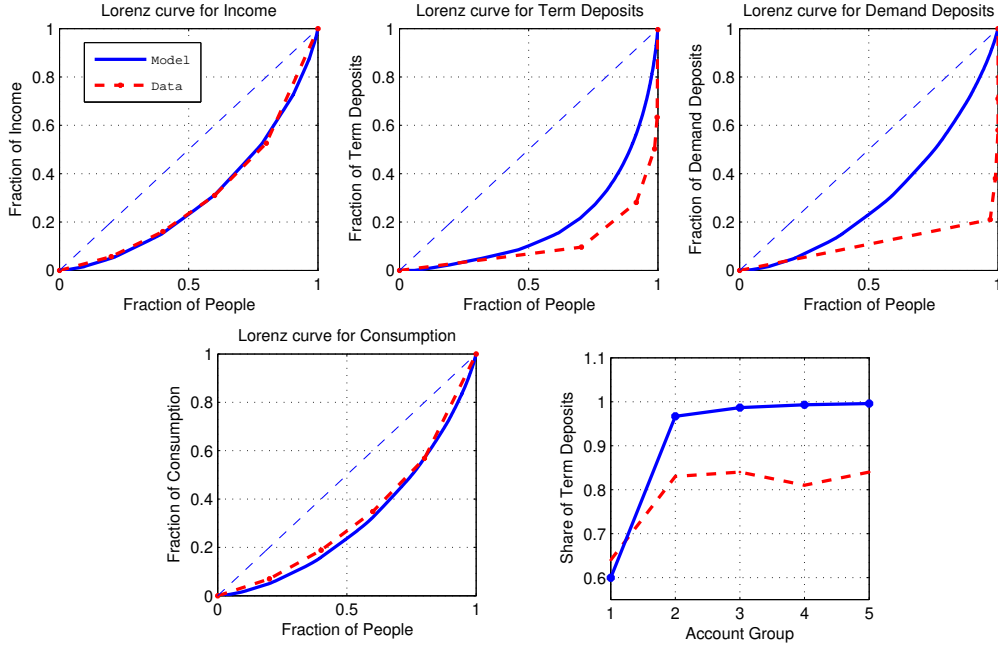 Lorenz curve for Income
Lorenz curve for Term Deposits
Lorenz curve for Demand Deposits
Fraction of Income
1
0.8
0.6
0.4
0.2
0
Model
Data
0
0.5
1
Fraction of People
Fraction of Term Deposits
1
0.8
0.6
0.4
0.2
0
0
0.5
1
Fraction of People
Fraction of Demand Deposits
1
0.8
0.6
0.4
0.2
0
0
0.5
1
Fraction of People
Lorenz curve for Consumption
Fraction of Consumption
1
0.8
0.6
0.4
0.2
0
0
0.5
1
Fraction of People
Share of Term Deposits
1.1
1
0.9
0.8
0.7
0.6
1
2
3
4
5
Account Group